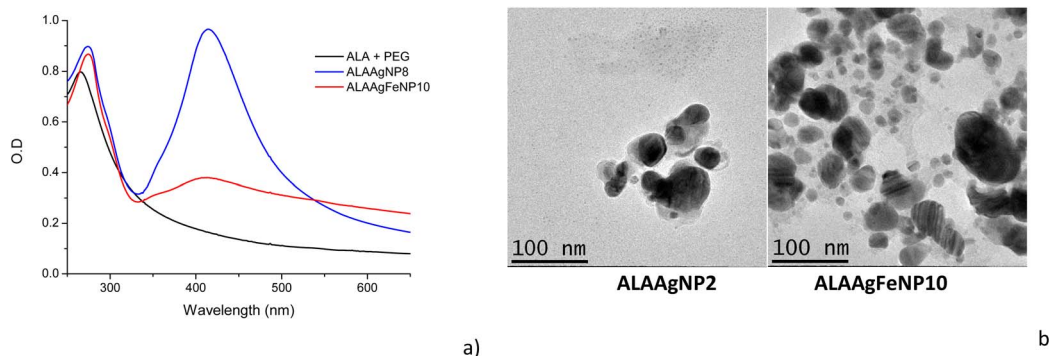 1.0
0.8
0.6
0.4
0.2
0.0
O.D
300 400 500 600
Wavelength (nm)
ALA + PEG
ALAAgNP8
ALAAgFeNP10
a)
100 nm
100 nm
ALAAgNP2
ALAAgFeNP10
b